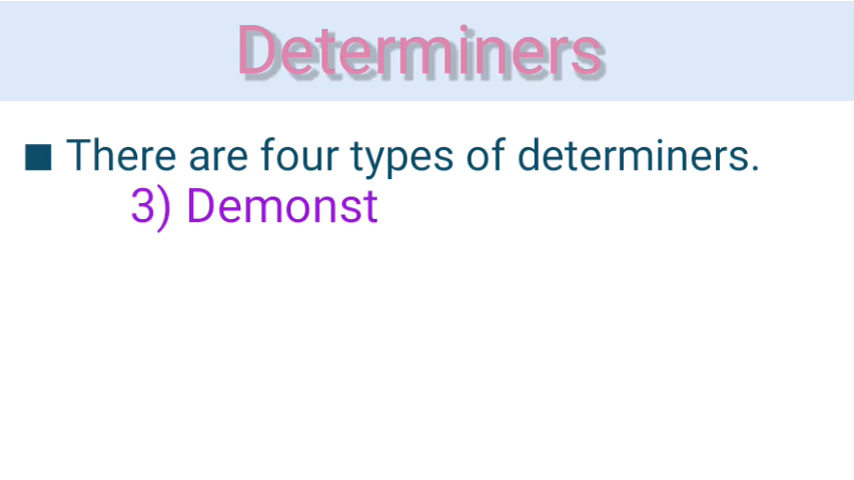 Determiners
■ There are four types of determiners.
3) Demonst